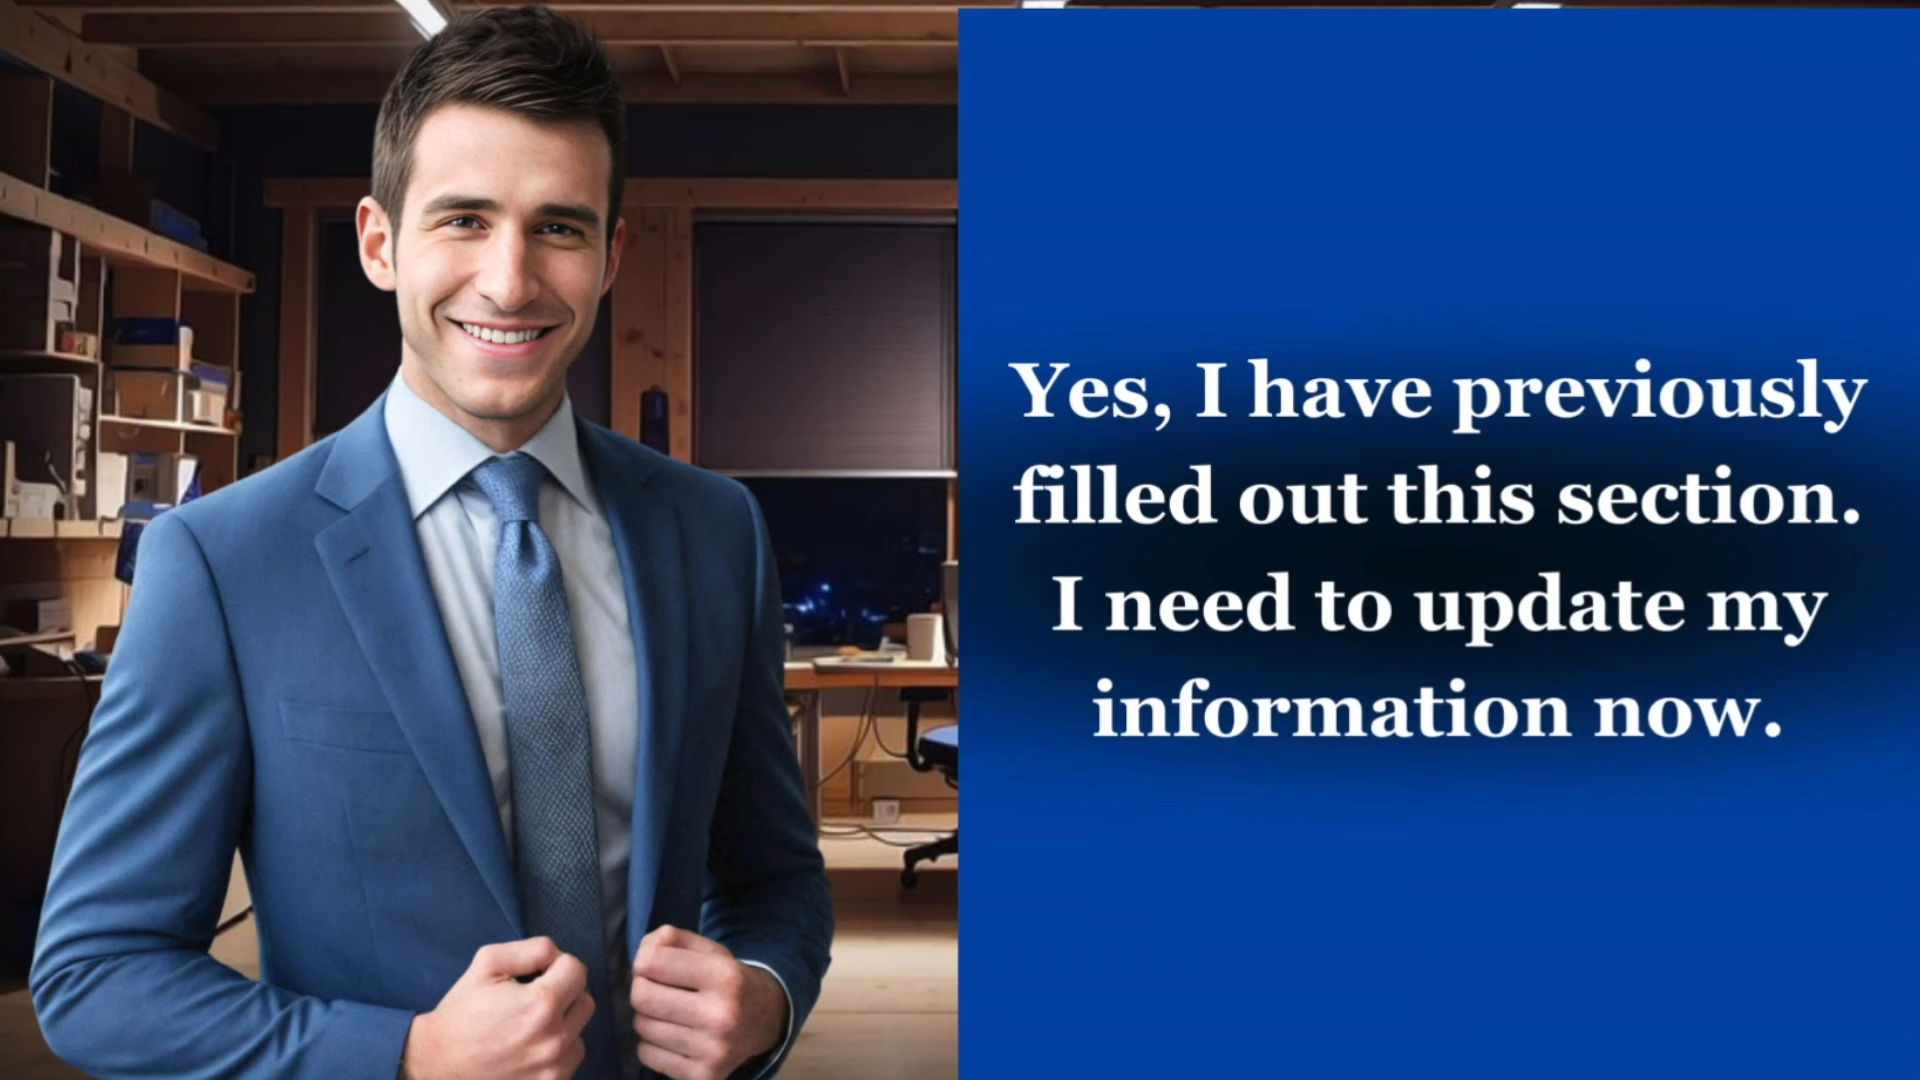 Yes, I have previously
filled out this section.
I need to update my
information now.